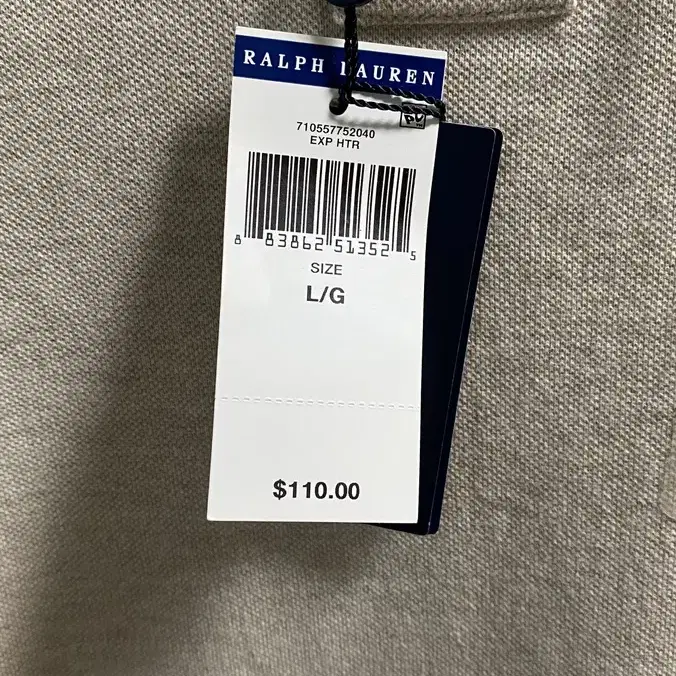 RALPH LAUREN
710557752040
EXP HTR
8 83862 51352 5
SIZE
L/G
$110.00